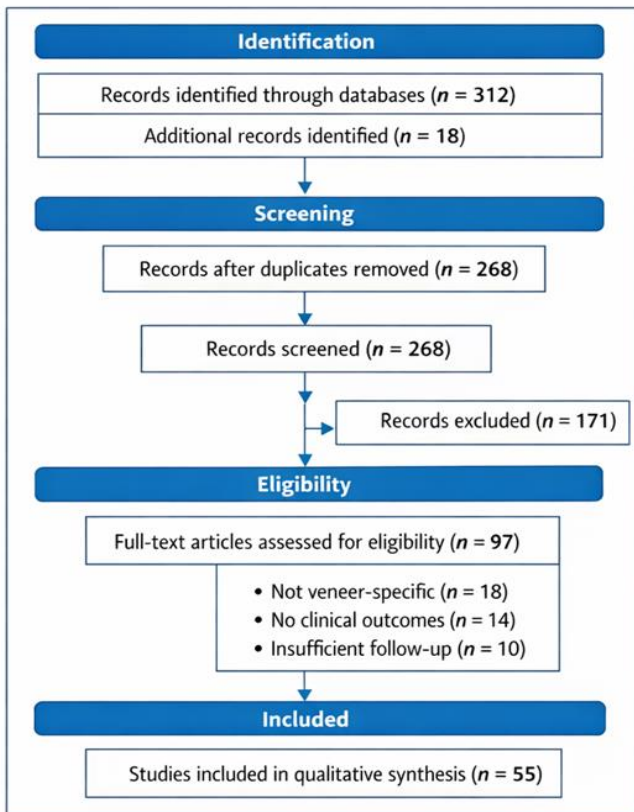 Identification
Records identified through databases (n = 312)
Additional records identified (n = 18)
Screening
Records after duplicates removed (n = 268)
Records screened (n = 268)
Records excluded (n = 171)
Eligibility
Full-text articles assessed for eligibility (n = 97)
• Not veneer-specific (n = 18)
• No clinical outcomes (n = 14)
• Insufficient follow-up (n = 10)
Included
Studies included in qualitative synthesis (n = 55)